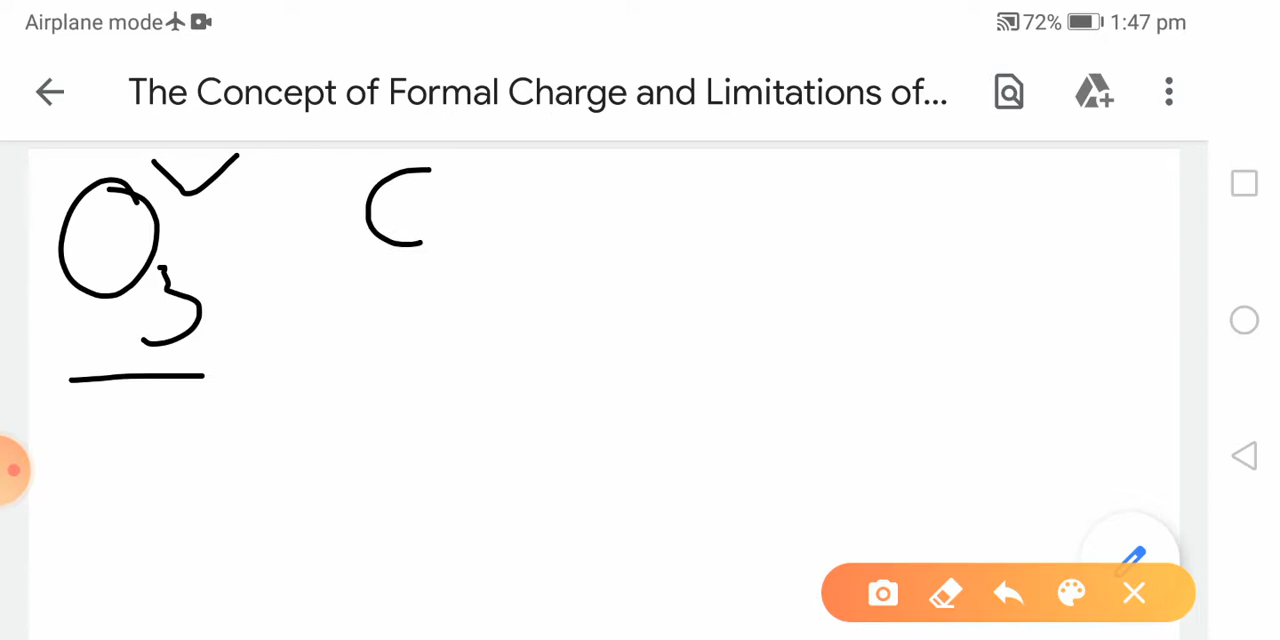 Airplane mode 72% 1:47 pm
The Concept of Formal Charge and Limitations of...
O3 C